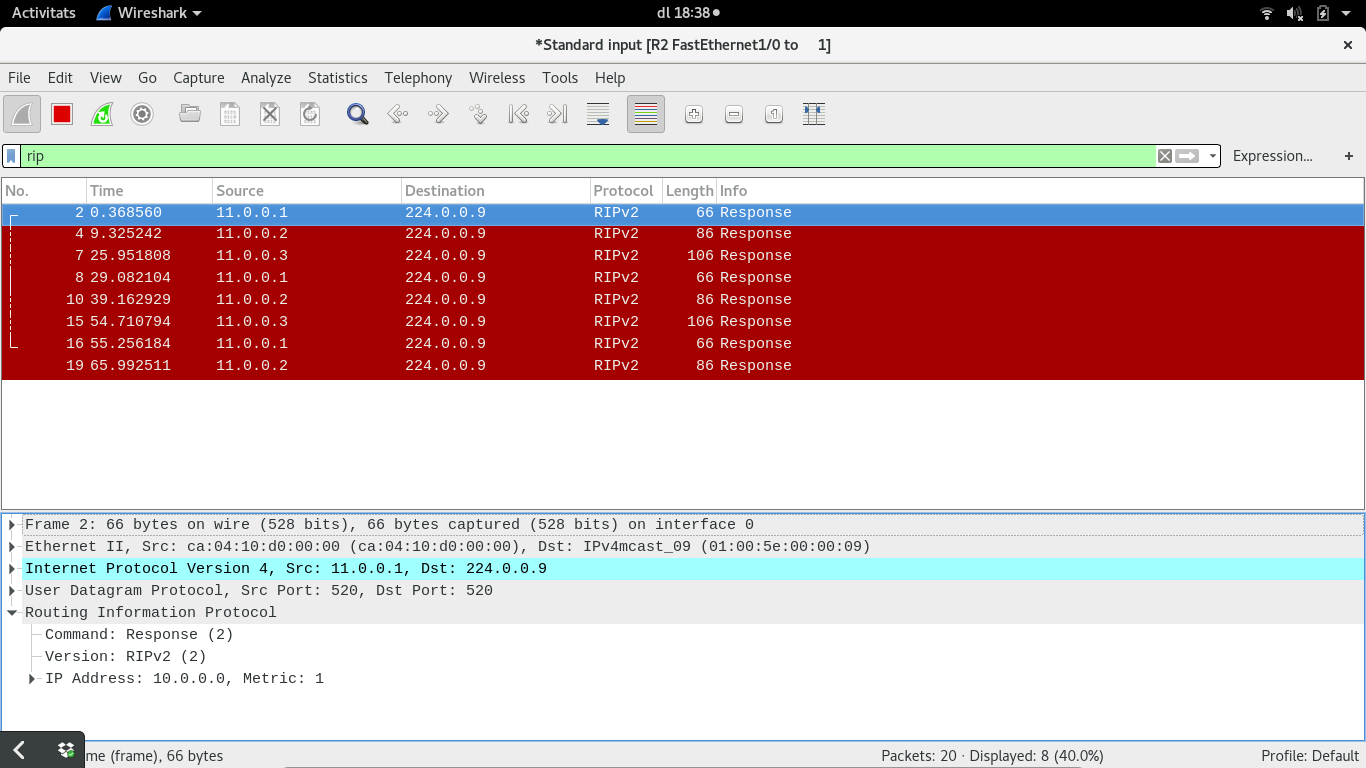 Activitats Wireshark dl 18:38
*Standard input [R2 FastEthernet1/0 to 1]
File Edit View Go Capture Analyze Statistics Telephony Wireless Tools Help
rip Expression... +
No. Time Source Destination Protocol Length Info
2 0.368560 11.0.0.1 224.0.0.9 RIPv2 66 Response
4 9.325242 11.0.0.2 224.0.0.9 RIPv2 86 Response
7 25.951808 11.0.0.3 224.0.0.9 RIPv2 106 Response
8 29.082104 11.0.0.1 224.0.0.9 RIPv2 66 Response
10 39.162929 11.0.0.2 224.0.0.9 RIPv2 86 Response
15 54.710794 11.0.0.3 224.0.0.9 RIPv2 106 Response
16 55.256184 11.0.0.1 224.0.0.9 RIPv2 66 Response
19 65.992511 11.0.0.2 224.0.0.9 RIPv2 86 Response
Frame 2: 66 bytes on wire (528 bits), 66 bytes captured (528 bits) on interface 0
Ethernet II, Src: ca:04:10:d0:00:00 (ca:04:10:d0:00:00), Dst: IPv4mcast_09 (01:00:5e:00:00:09)
Internet Protocol Version 4, Src: 11.0.0.1, Dst: 224.0.0.9
User Datagram Protocol, Src Port: 520, Dst Port: 520
Routing Information Protocol
Command: Response (2)
Version: RIPv2 (2)
IP Address: 10.0.0.0, Metric: 1
me (frame), 66 bytes Packets: 20 · Displayed: 8 (40.0%) Profile: Default